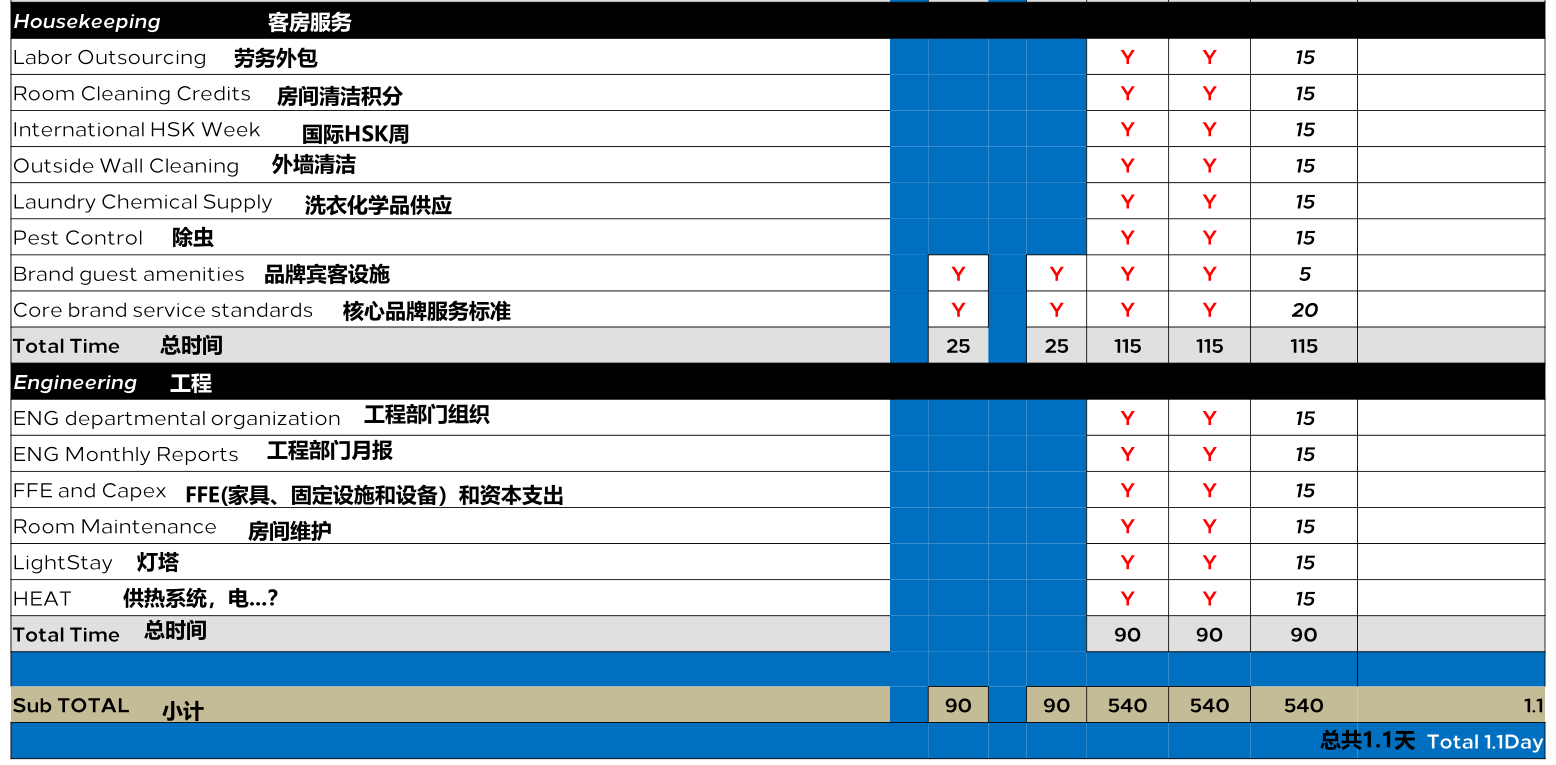 Housekeeping 客房服务
Labor Outsourcing 劳务外包 Y Y 15
Room Cleaning Credits 房间清洁积分 Y Y 15
International HSK Week 国际HSK周 Y Y 15
Outside Wall Cleaning 外墙清洁 Y Y 15
Laundry Chemical Supply 洗衣化学品供应 Y Y 15
Pest Control 除虫 Y Y 15
Brand guest amenities 品牌宾客设施 Y Y Y Y 5
Core brand service standards 核心品牌服务标准 Y Y Y Y 20
Total Time 总时间 25 25 115 115 115
Engineering 工程
ENG departmental organization 工程部门组织 Y Y 15
ENG Monthly Reports 工程部门月报 Y Y 15
FFE and Capex FFE(家具、固定设施和设备）和资本支出 Y Y 15
Room Maintenance 房间维护 Y Y 15
LightStay 灯塔 Y Y 15
HEAT 供热系统，电...? Y Y 15
Total Time 总时间 90 90 90
Sub TOTAL 小计 90 90 540 540 540 1.1
总共1.1天 Total 1.1Day